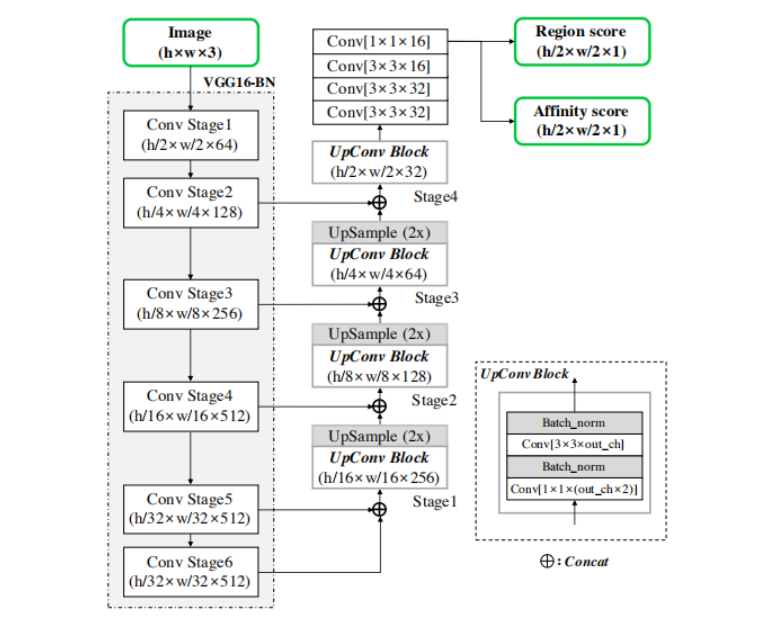 Image
(h×w×3)
VGG16-BN
Conv Stage1
(h/2×w/2×64)
Conv Stage2
(h/4×w/4×128)
Conv Stage3
(h/8×w/8×256)
Conv Stage4
(h/16×w/16×512)
Conv Stage5
(h/32×w/32×512)
Conv Stage6
(h/32×w/32×512)
Conv[1×1×16]
Conv[3×3×16]
Conv[3×3×32]
Conv[3×3×32]
UpConv Block
(h/2×w/2×32)
Stage4
UpSample (2x)
UpConv Block
(h/4×w/4×64)
Stage3
UpSample (2x)
UpConv Block
(h/8×w/8×128)
Stage2
UpSample (2x)
UpConv Block
(h/16×w/16×256)
Stage1
Region score
(h/2×w/2×1)
Affinity score
(h/2×w/2×1)
UpConv Block
Batch_norm
Conv[3×3×out_ch]
Batch_norm
Conv[1×1×(out_ch×2)]
⊕: Concat